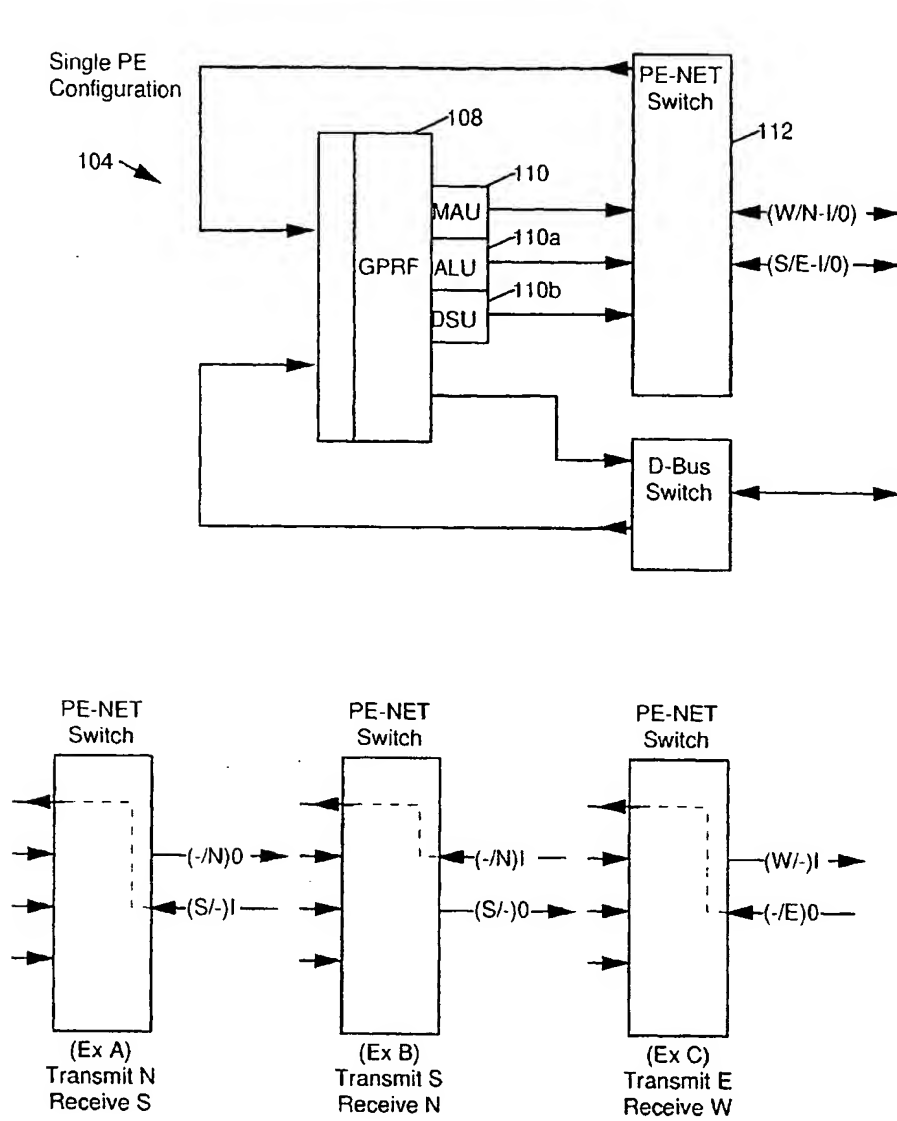 Single PE
Configuration
104
108
PE-NET
Switch
112
110
MAU
(W/N-I/0)
110a
GPRF
ALU
(S/E-I/0)
110b
DSU
D-Bus
Switch
PE-NET
Switch
PE-NET
Switch
PE-NET
Switch
(-/N)0
(S/-)I
(-/N)I
(S/-)0
(W/-)I
(-/E)0
(Ex A)
Transmit N
Receive S
(Ex B)
Transmit S
Receive N
(Ex C)
Transmit E
Receive W